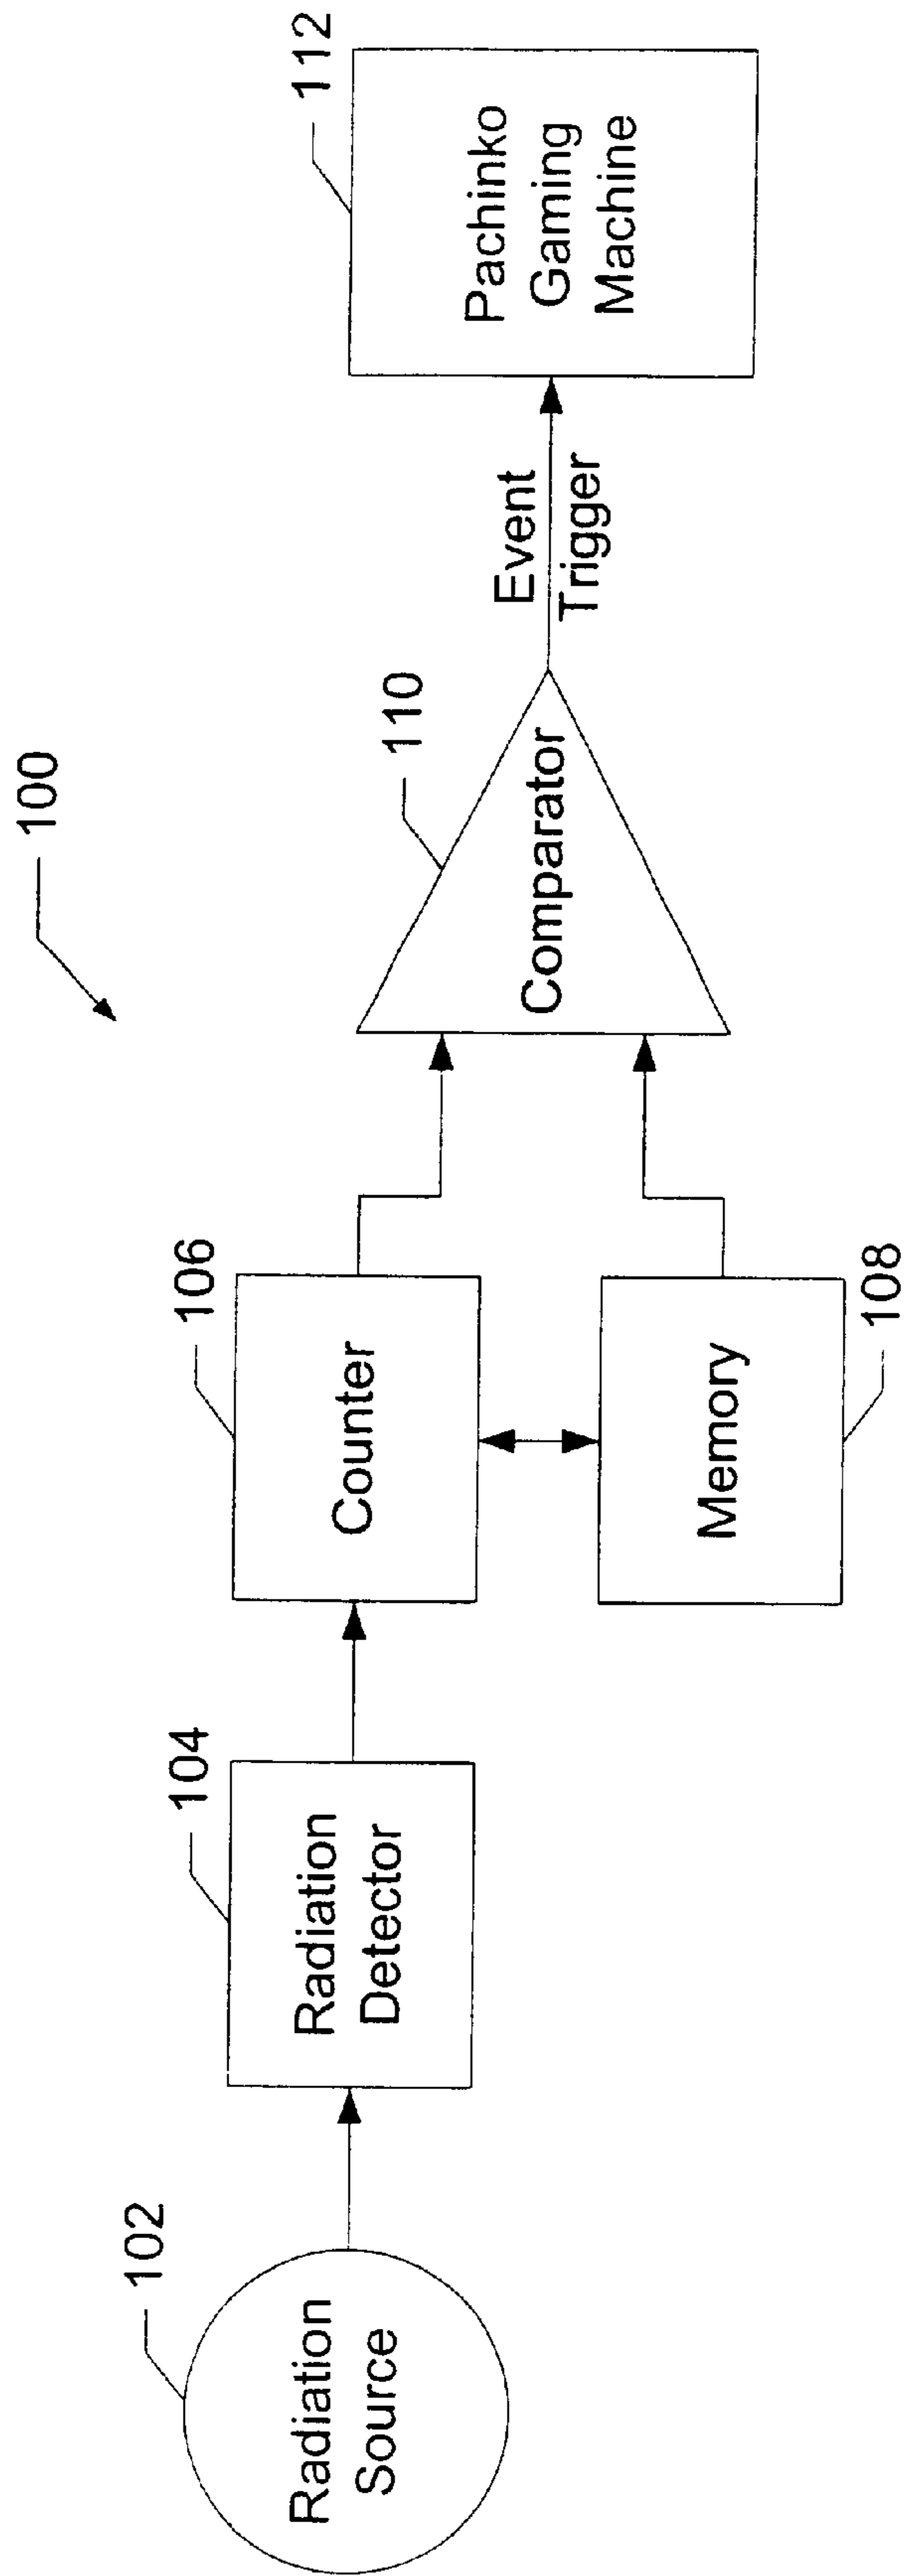 100
102
Radiation
Source
104
Radiation
Detector
106
Counter
Memory
108
110
Comparator
Event
Trigger
112
Pachinko
Gaming
Machine